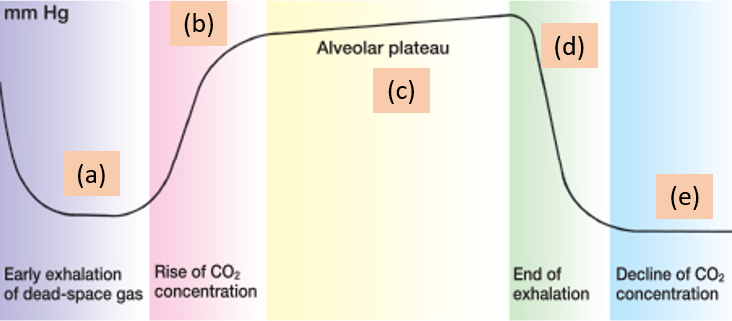 mm Hg
(b)
Alveolar plateau
(d)
(c)
(a)
(e)
Early exhalation
of dead-space gas
Rise of CO₂
concentration
End of
exhalation
Decline of CO₂
concentration